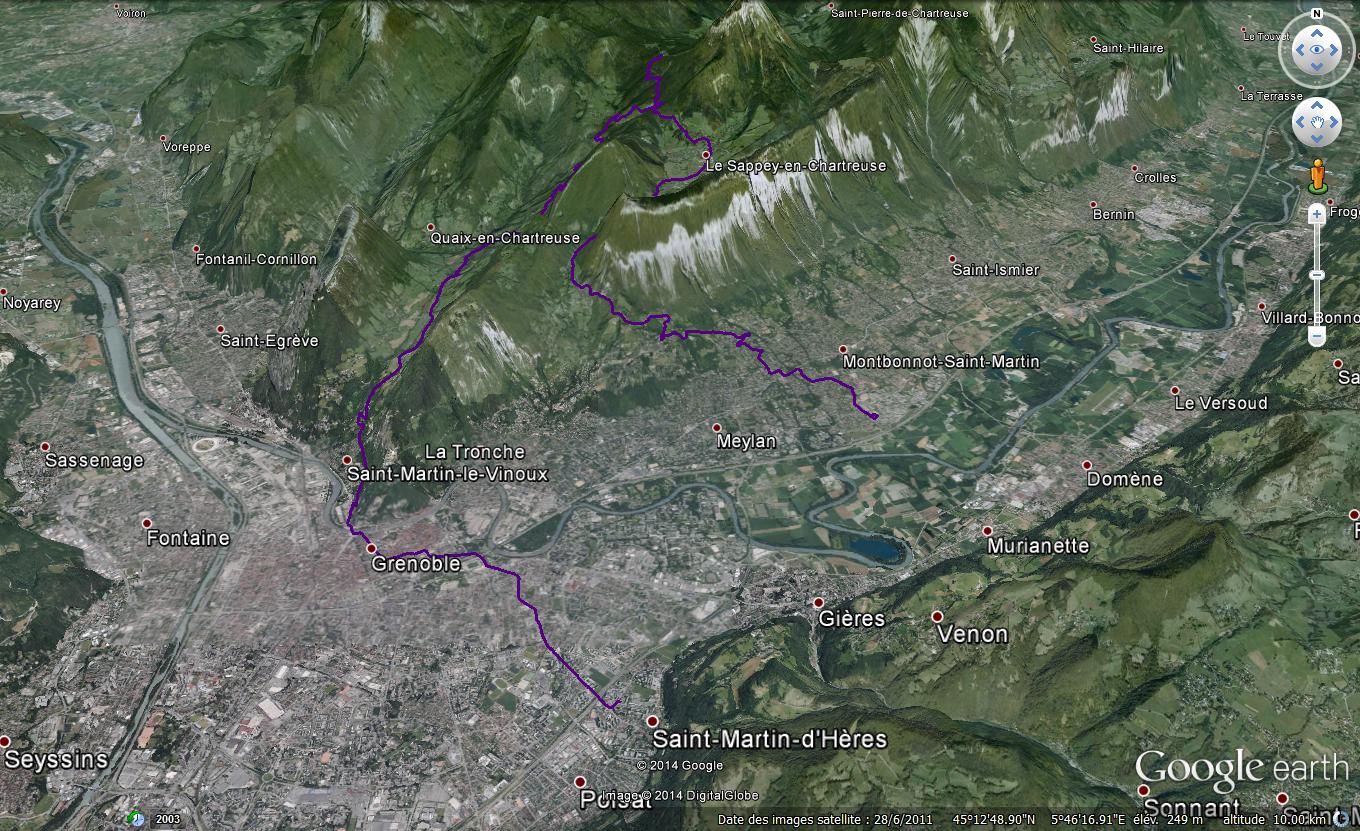 Voiron
Saint-Pierre-de-Chartreuse
N
Le Touvet
Saint-Hilaire
La Terrasse
Voreppe
Le Sappey-en-Chartreuse
Crolles
Bernin
Frog
Quaix-en-Chartreuse
Fontanil-Cornillon
Saint-Ismier
Noyarey
Villard-Bonno
Saint-Egrève
Montbonnot-Saint-Martin
Sa
Le Versoud
Meylan
La Tronche
Sassenage
Saint-Martin-le-Vinoux
Domène
Fontaine
Murianette
Grenoble
Gières
Venon
Saint-Martin-d'Hères
Seyssins
© 2014 Google
Google earth
Poisat
Image © 2014 DigitalGlobe
Sonnant
Saint-M
2003
Date des images satellite : 28/6/2011 45°12'48.90"N 5°46'16.91"E élév. 249 m altitude 10.00 km